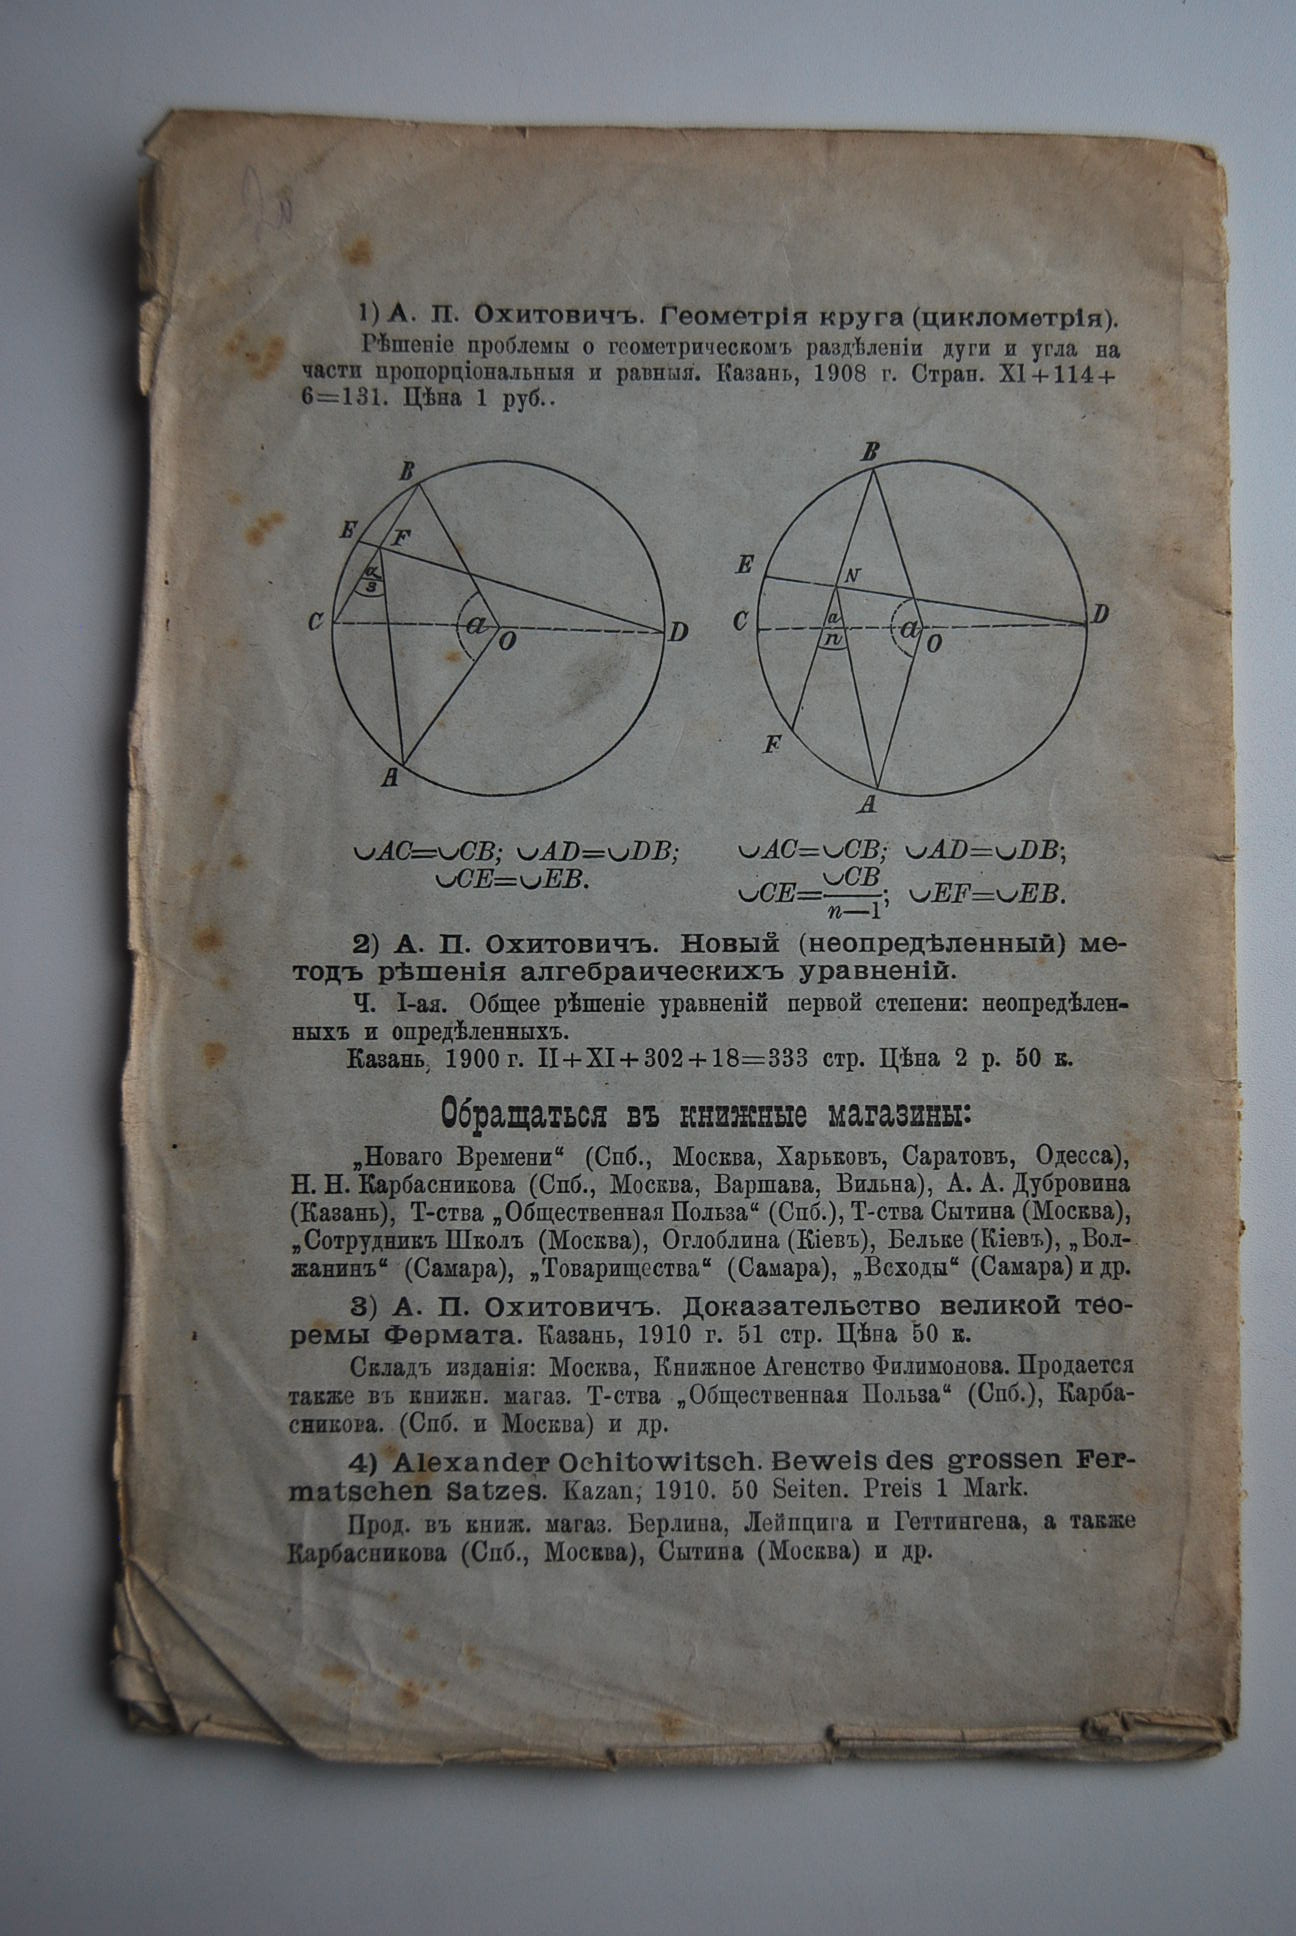 1) А. П. Охитовичъ. Геометрія круга (циклометрія).
Рѣшеніе проблемы о геометрическомъ раздѣленіи дуги и угла на
части пропорціональныя и равныя. Казань, 1908 г. Стран. XI+114+
6=131. Цѣна 1 руб..
B
E
F
α/3
C
a
O
D
A
B
E
N
C
a/n
a
O
D
F
A
◡AC=◡CB; ◡AD=◡DB;
◡CE=◡EB.
◡AC=◡CB; ◡AD=◡DB;
◡CE=◡CB/n—1; ◡EF=◡EB.
2) А. П. Охитовичъ. Новый (неопредѣленный) ме-
тодъ рѣшенія алгебраическихъ уравненій.
Ч. I-ая. Общее рѣшеніе уравненій первой степени: неопредѣлен-
ныхъ и опредѣленныхъ.
Казань, 1900 г. II+XI+302+18=333 стр. Цѣна 2 р. 50 к.
Обращаться въ книжные магазины:
„Новаго Времени“ (Спб., Москва, Харьковъ, Саратовъ, Одесса),
Н. Н. Карбасникова (Спб., Москва, Варшава, Вильна), А. А. Дубровина
(Казань), Т-ства „Общественная Польза“ (Спб.), Т-ства Сытина (Москва),
„Сотрудникъ Школъ (Москва), Оглоблина (Кіевъ), Бельке (Кіевъ), „Вол-
жанинъ“ (Самара), „Товарищества“ (Самара), „Всходы“ (Самара) и др.
3) А. П. Охитовичъ. Доказательство великой тео-
ремы Фермата. Казань, 1910 г. 51 стр. Цѣна 50 к.
Складъ изданія: Москва, Книжное Агенство Филимонова. Продается
также въ книжн. магаз. Т-ства „Общественная Польза“ (Спб.), Карба-
сникова. (Спб. и Москва) и др.
4) Alexander Ochitowitsch. Beweis des grossen Fer-
matschen Satzes. Kazan, 1910. 50 Seiten. Preis 1 Mark.
Прод. въ книж. магаз. Берлина, Лейпцига и Геттингена, а также
Карбасникова (Спб., Москва), Сытина (Москва) и др.